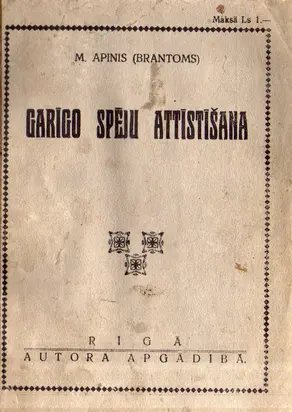 Maksā Ls 1.—
M. APINIS (BRANTOMS)
GARĪGO SPĒJU ATTĪSTĪŠANA
RĪGĀ
AUTORA APGĀDĪBĀ.